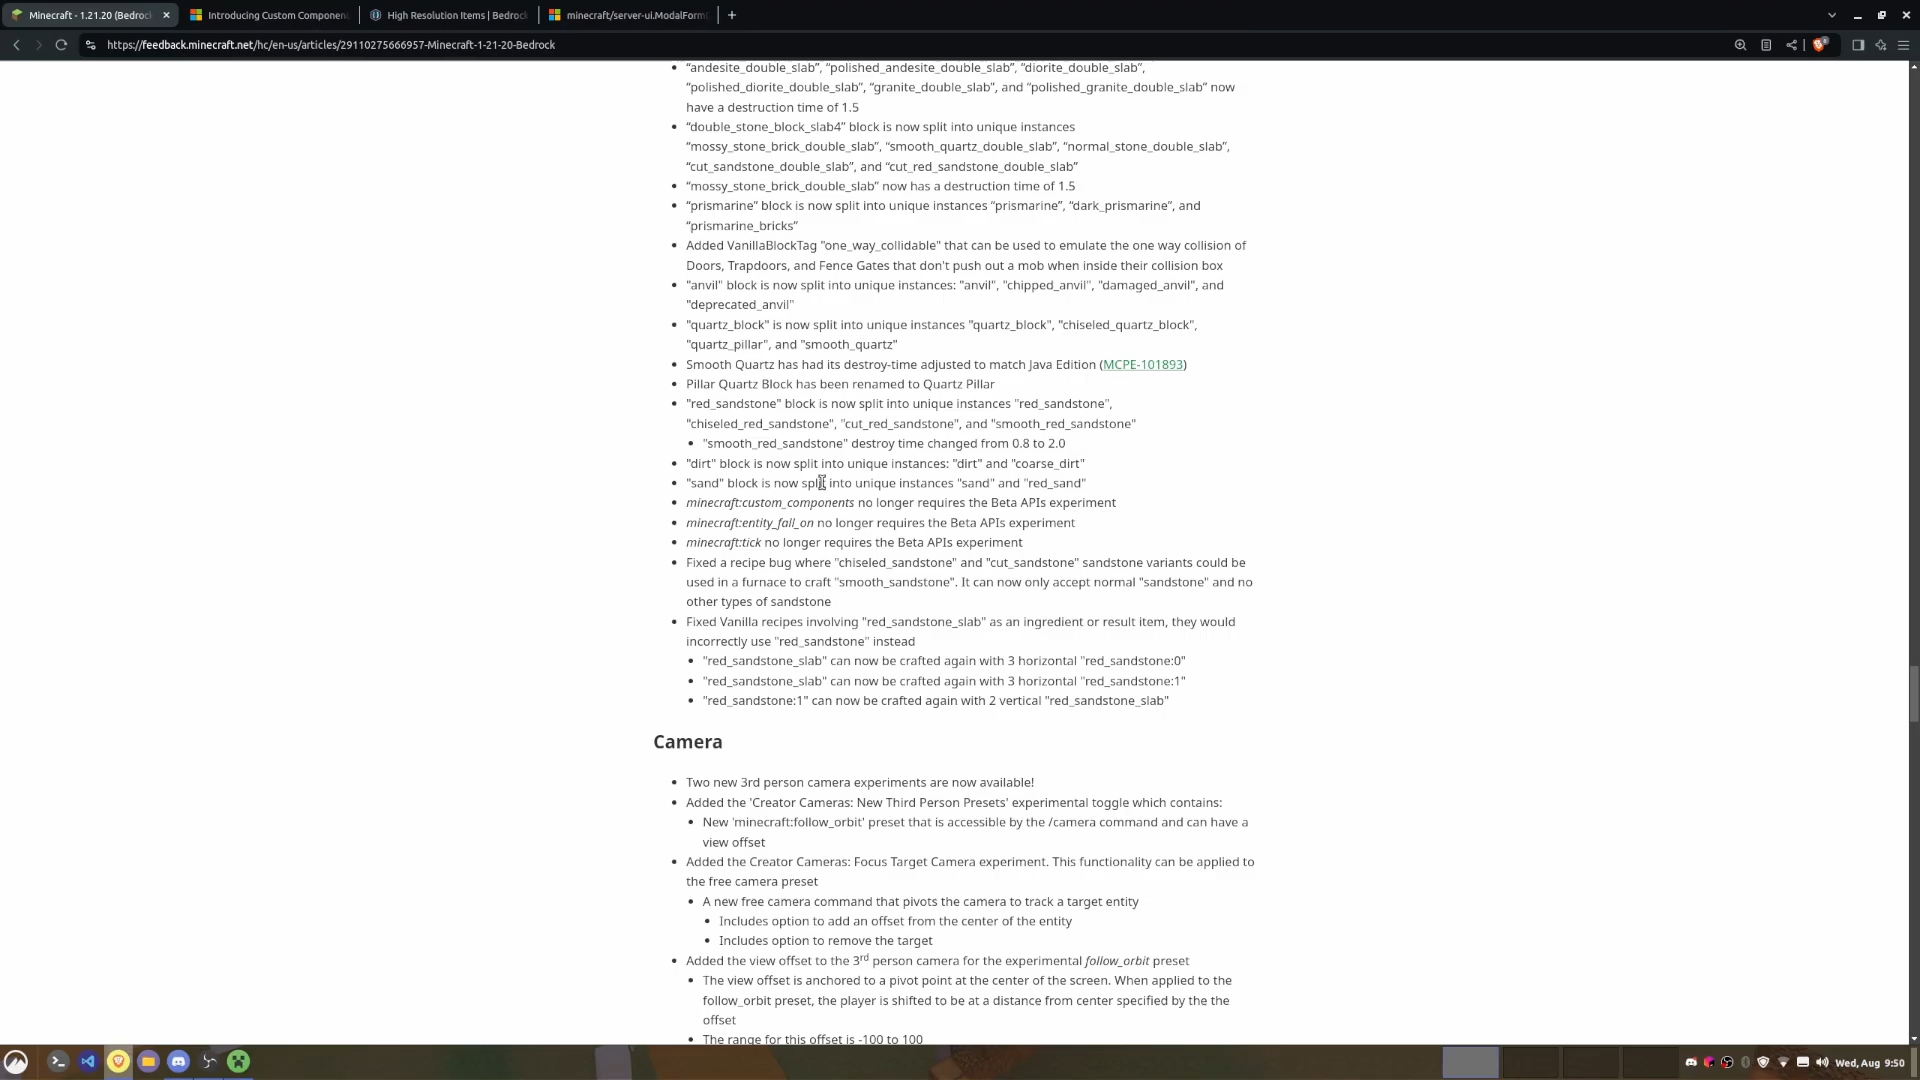 Minecraft - 1.21.20 (Bedroc
Introducing Custom Componen
High Resolution Items | Bedroc
minecraft/server-ui.ModalForm
https://feedback.minecraft.net/hc/en-us/articles/29110275666957-Minecraft-1-21-20-Bedrock
“andesite_double_slab”, “polished_andesite_double_slab”, “diorite_double_slab”,
“polished_diorite_double_slab”, “granite_double_slab”, and “polished_granite_double_slab” now
have a destruction time of 1.5
“double_stone_block_slab4” block is now split into unique instances
“mossy_stone_brick_double_slab”, “smooth_quartz_double_slab”, “normal_stone_double_slab”,
“cut_sandstone_double_slab”, and “cut_red_sandstone_double_slab”
“mossy_stone_brick_double_slab” now has a destruction time of 1.5
“prismarine” block is now split into unique instances “prismarine”, “dark_prismarine”, and
“prismarine_bricks”
Added VanillaBlockTag "one_way_collidable" that can be used to emulate the one way collision of
Doors, Trapdoors, and Fence Gates that don't push out a mob when inside their collision box
"anvil" block is now split into unique instances: "anvil", "chipped_anvil", "damaged_anvil", and
"deprecated_anvil"
"quartz_block" is now split into unique instances "quartz_block", "chiseled_quartz_block",
"quartz_pillar", and "smooth_quartz"
Smooth Quartz has had its destroy-time adjusted to match Java Edition (MCPE-101893)
Pillar Quartz Block has been renamed to Quartz Pillar
"red_sandstone" block is now split into unique instances "red_sandstone",
"chiseled_red_sandstone", "cut_red_sandstone", and "smooth_red_sandstone"
"smooth_red_sandstone" destroy time changed from 0.8 to 2.0
"dirt" block is now split into unique instances: "dirt" and "coarse_dirt"
"sand" block is now split into unique instances "sand" and "red_sand"
minecraft:custom_components no longer requires the Beta APIs experiment
minecraft:entity_fall_on no longer requires the Beta APIs experiment
minecraft:tick no longer requires the Beta APIs experiment
Fixed a recipe bug where "chiseled_sandstone" and "cut_sandstone" sandstone variants could be
used in a furnace to craft "smooth_sandstone". It can now only accept normal "sandstone" and no
other types of sandstone
Fixed Vanilla recipes involving "red_sandstone_slab" as an ingredient or result item, they would
incorrectly use "red_sandstone" instead
"red_sandstone_slab" can now be crafted again with 3 horizontal "red_sandstone:0"
"red_sandstone_slab" can now be crafted again with 3 horizontal "red_sandstone:1"
"red_sandstone:1" can now be crafted again with 2 vertical "red_sandstone_slab"
Camera
Two new 3rd person camera experiments are now available!
Added the 'Creator Cameras: New Third Person Presets' experimental toggle which contains:
New 'minecraft:follow_orbit' preset that is accessible by the /camera command and can have a
view offset
Added the Creator Cameras: Focus Target Camera experiment. This functionality can be applied to
the free camera preset
A new free camera command that pivots the camera to track a target entity
Includes option to add an offset from the center of the entity
Includes option to remove the target
Added the view offset to the 3rd person camera for the experimental follow_orbit preset
The view offset is anchored to a pivot point at the center of the screen. When applied to the
follow_orbit preset, the player is shifted to be at a distance from center specified by the the
offset
The range for this offset is -100 to 100
Wed, Aug 9:50